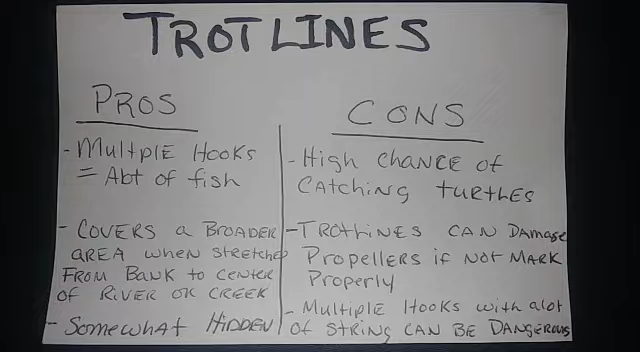 TROTLINES
PROS
- MultPlE Hooks
= Abt of fish
- COVERS a BROADER
AREA when stretched
FROM BANK to CENTER
of RIVER OR CREEK
- Somewhat HIDDEN
CONS
- High Chance of
CAtching turtles
- TROtliNES CAN Damage
Propellers if NOt MARK
Properly
- Multiple Hooks with alot
of STRING CAN BE DANGEROUS